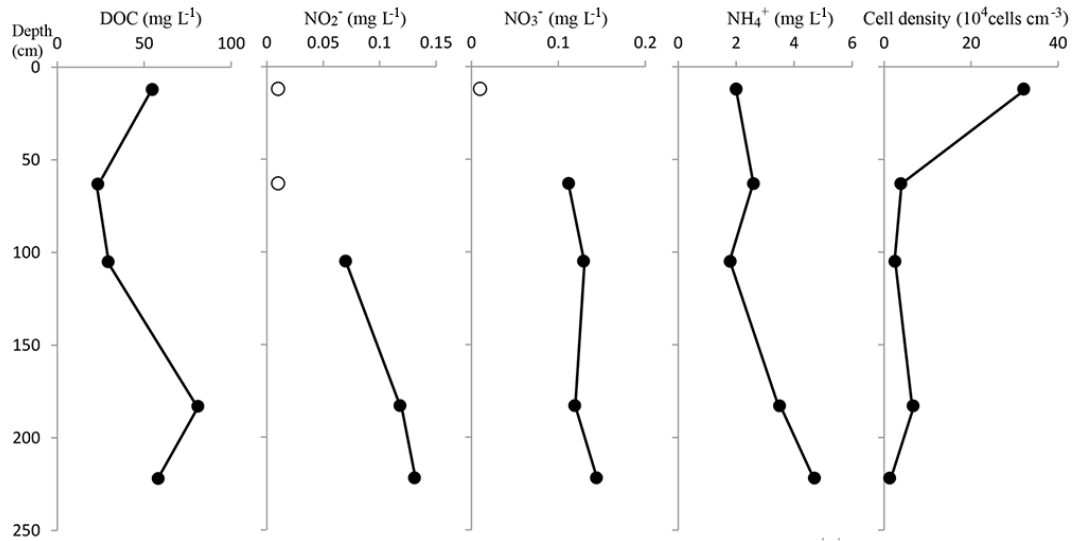 DOC (mg L⁻¹) NO₂⁻ (mg L⁻¹) NO₃⁻ (mg L⁻¹) NH₄⁺ (mg L⁻¹) Cell density (10⁴cells cm⁻³)
Depth
(cm)
0 50 100 0 0.05 0.1 0.15 0 0.1 0.2 0 2 4 6 0 20 40
0
50
100
150
200
250